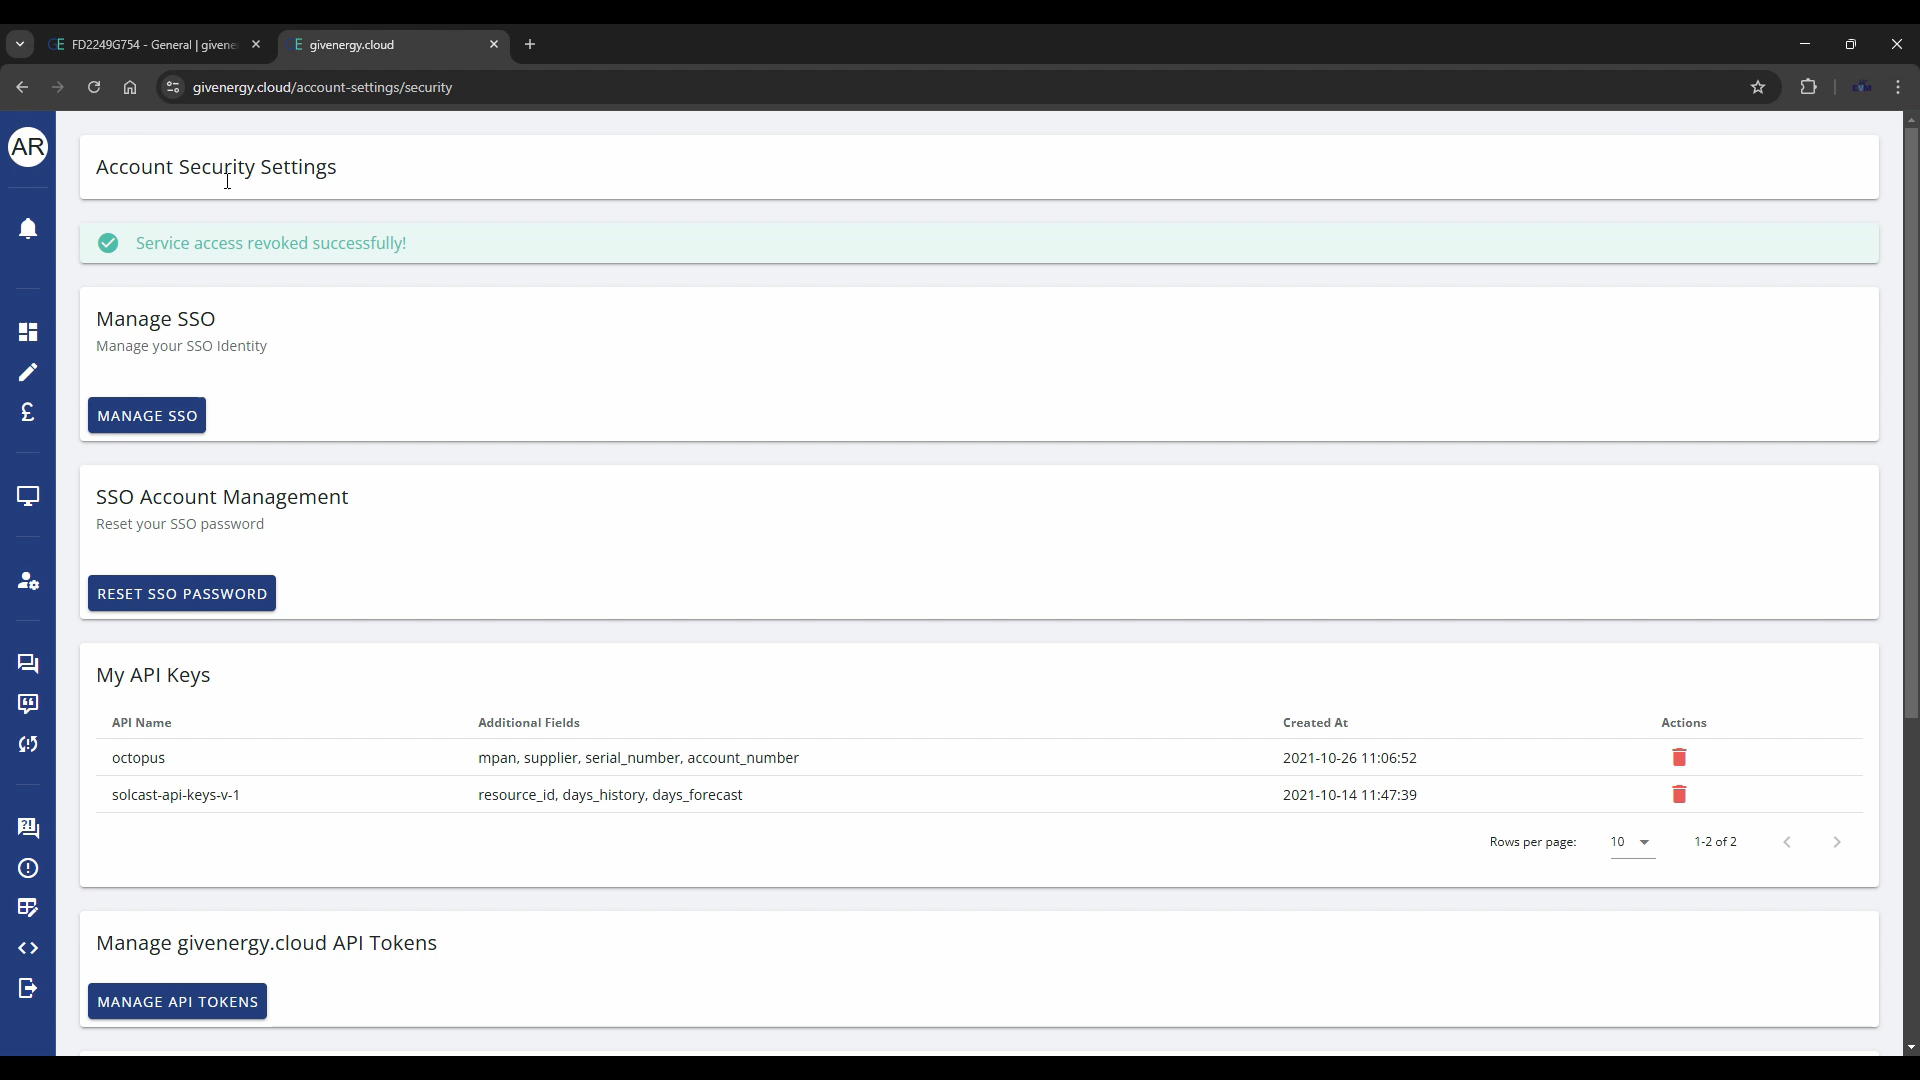 FD2249G754 - General | givene
givenergy.cloud
givenergy.cloud/account-settings/security
AR
Account Security Settings
Service access revoked successfully!
Manage SSO
Manage your SSO Identity
MANAGE SSO
SSO Account Management
Reset your SSO password
RESET SSO PASSWORD
My API Keys
API Name Additional Fields Created At Actions
octopus mpan, supplier, serial_number, account_number 2021-10-26 11:06:52
solcast-api-keys-v-1 resource_id, days_history, days_forecast 2021-10-14 11:47:39
Rows per page: 10 1-2 of 2
Manage givenergy.cloud API Tokens
MANAGE API TOKENS